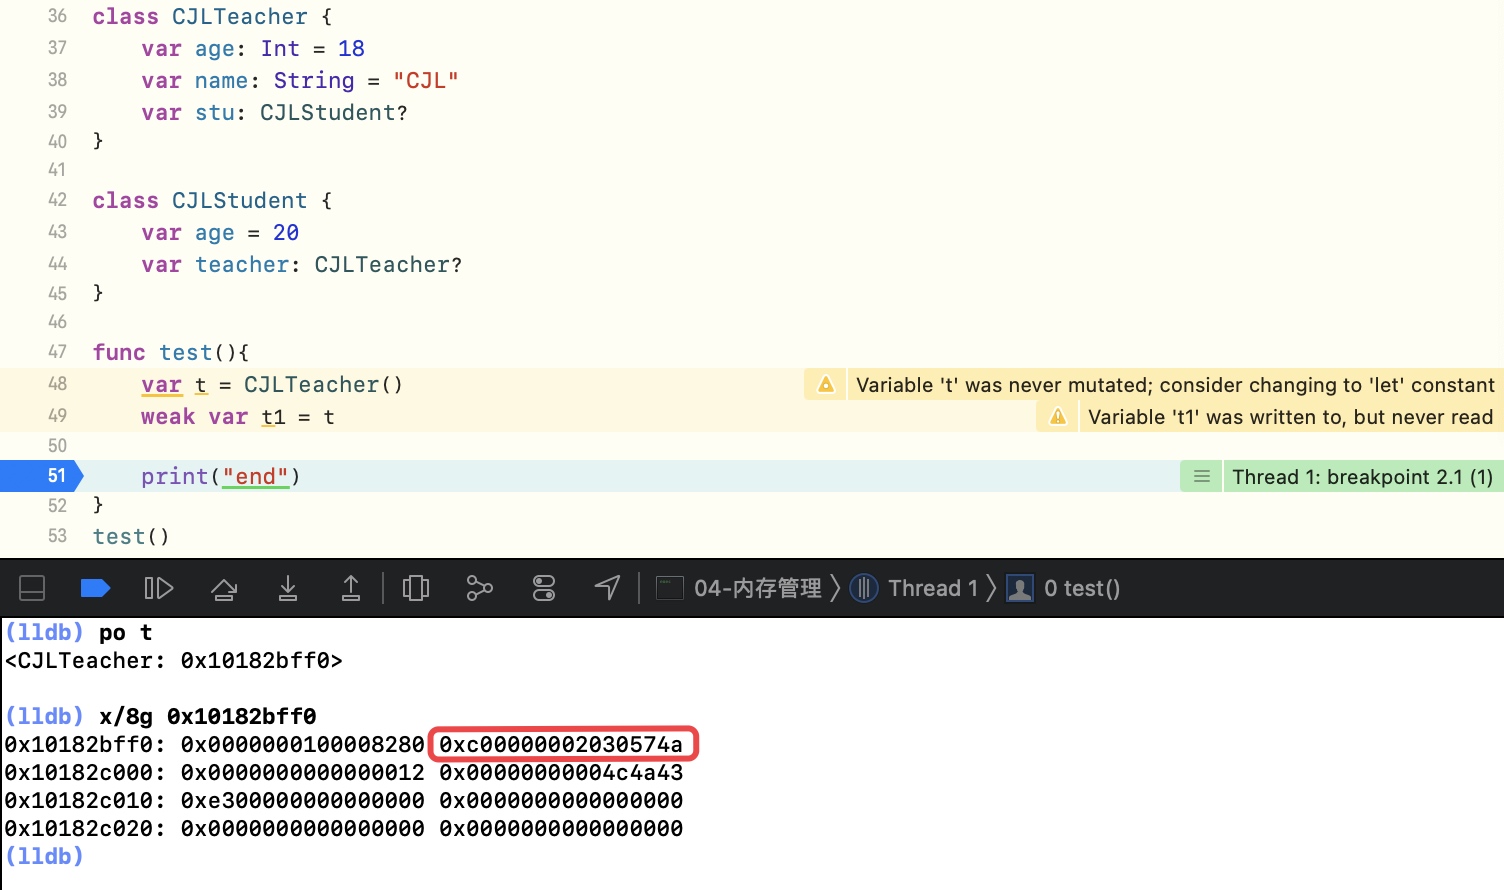 36 class CJLTeacher {
37     var age: Int = 18
38     var name: String = "CJL"
39     var stu: CJLStudent?
40 }
41
42 class CJLStudent {
43     var age = 20
44     var teacher: CJLTeacher?
45 }
46
47 func test(){
48     var t = CJLTeacher() Variable 't' was never mutated; consider changing to 'let' constant
49     weak var t1 = t Variable 't1' was written to, but never read
50
51     print("end") Thread 1: breakpoint 2.1 (1)
52 }
53 test()
04-内存管理 Thread 1 0 test()
(lldb) po t
<CJLTeacher: 0x10182bff0>
(lldb) x/8g 0x10182bff0
0x10182bff0: 0x0000000100008280 0xc00000002030574a
0x10182c000: 0x0000000000000012 0x00000000004c4a43
0x10182c010: 0xe300000000000000 0x0000000000000000
0x10182c020: 0x0000000000000000 0x0000000000000000
(lldb)